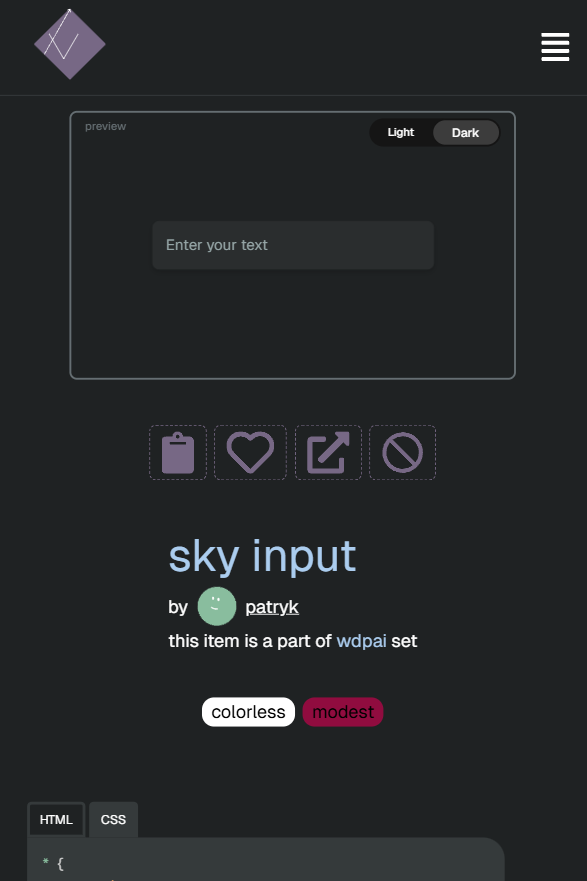 preview
Light Dark
Enter your text
sky input
by patryk
this item is a part of wdpai set
colorless modest
HTML CSS
* {